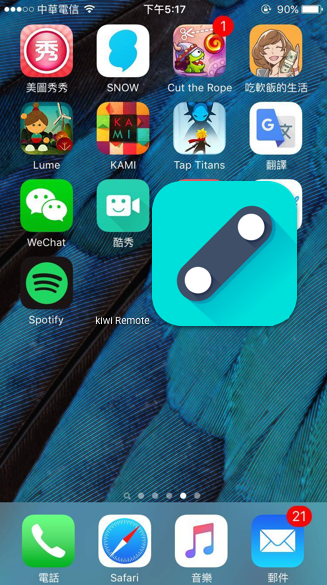 中華電信 下午5:17 90%
秀 1
美圖秀秀 SNOW Cut the Rope 吃軟飯的生活
KAMI G 文
Lume KAMI Tap Titans 翻譯
WeChat 酷秀
Spotify kiwi Remote
21
電話 Safari 音樂 郵件